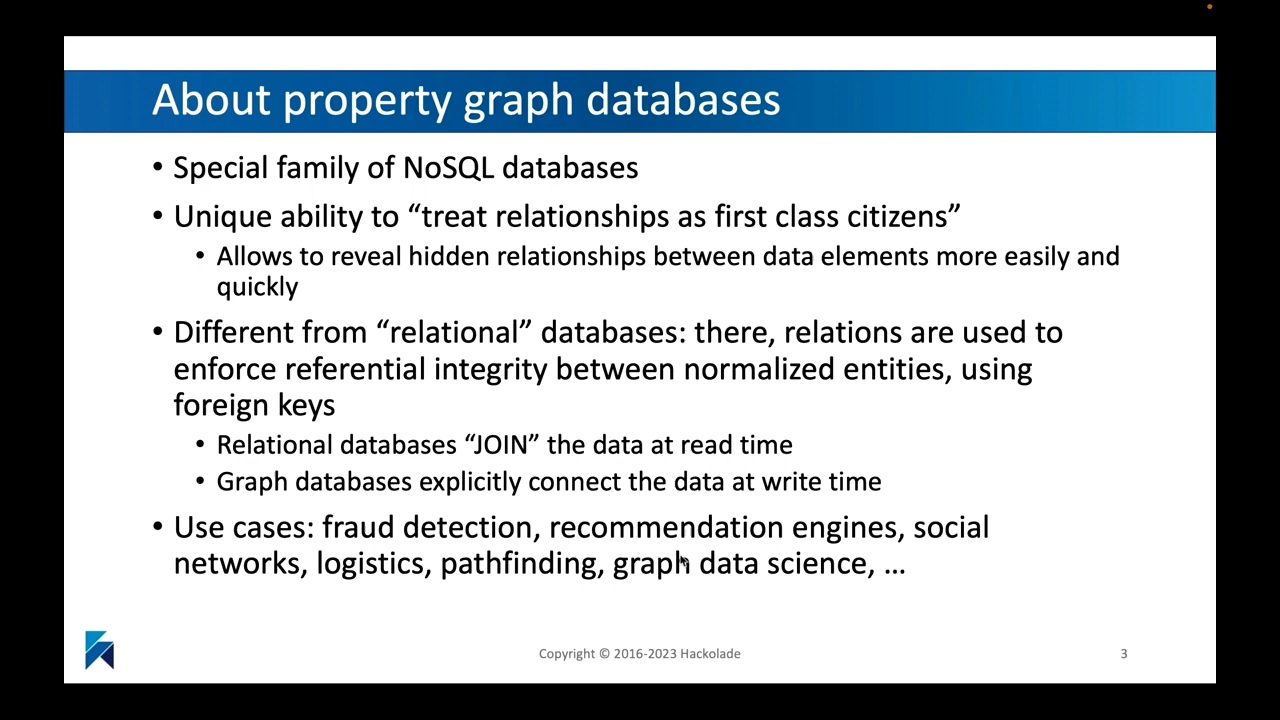 About property graph databases
• Special family of NoSQL databases
• Unique ability to “treat relationships as first class citizens”
• Allows to reveal hidden relationships between data elements more easily and
quickly
• Different from “relational” databases: there, relations are used to
enforce referential integrity between normalized entities, using
foreign keys
• Relational databases “JOIN” the data at read time
• Graph databases explicitly connect the data at write time
• Use cases: fraud detection, recommendation engines, social
networks, logistics, pathfinding, graph data science, ...
Copyright © 2016-2023 Hackolade
3